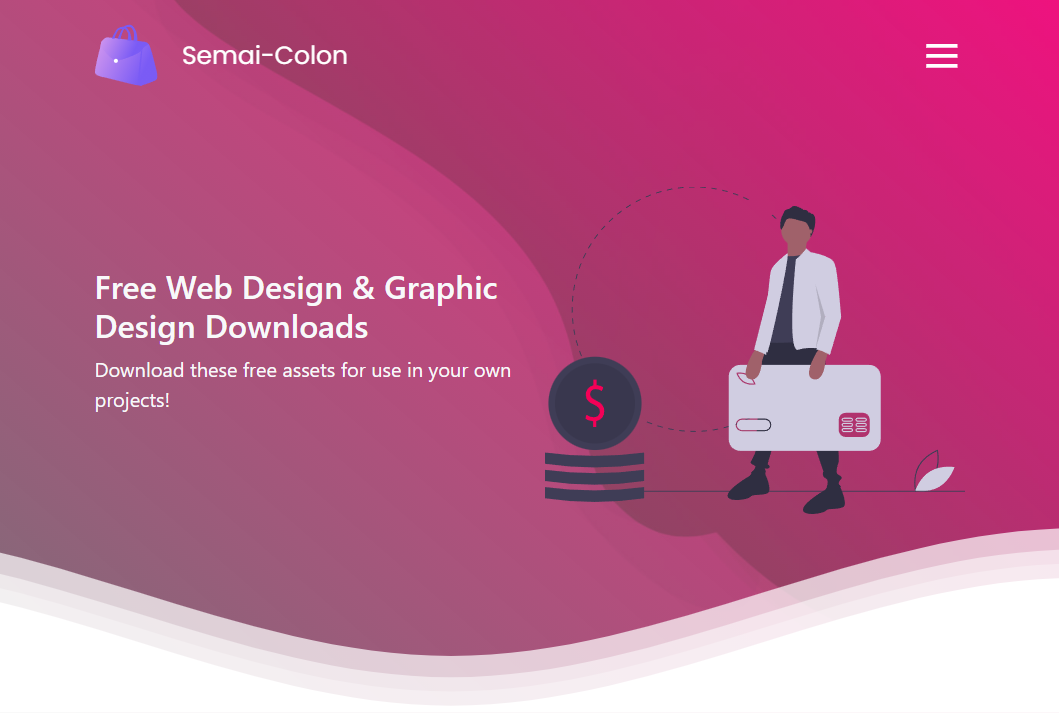 Semai-Colon
Free Web Design & Graphic
Design Downloads
Download these free assets for use in your own
projects!
$